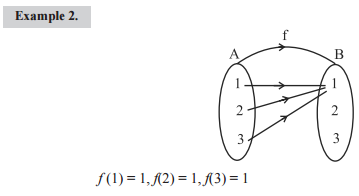 Example 2.
f
A B
1 1
2 2
3 3
f(1) = 1, f(2) = 1, f(3) = 1